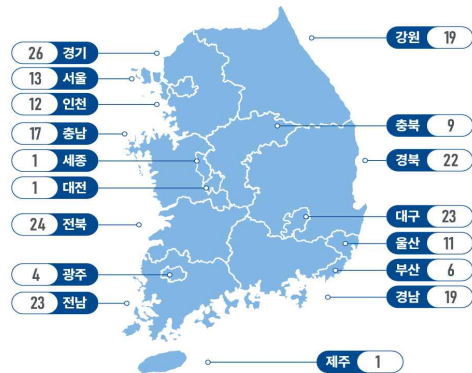 26 경기
13 서울
12 인천
17 충남
1 세종
1 대전
24 전북
4 광주
23 전남
강원 19
충북 9
경북 22
대구 23
울산 11
부산 6
경남 19
제주 1